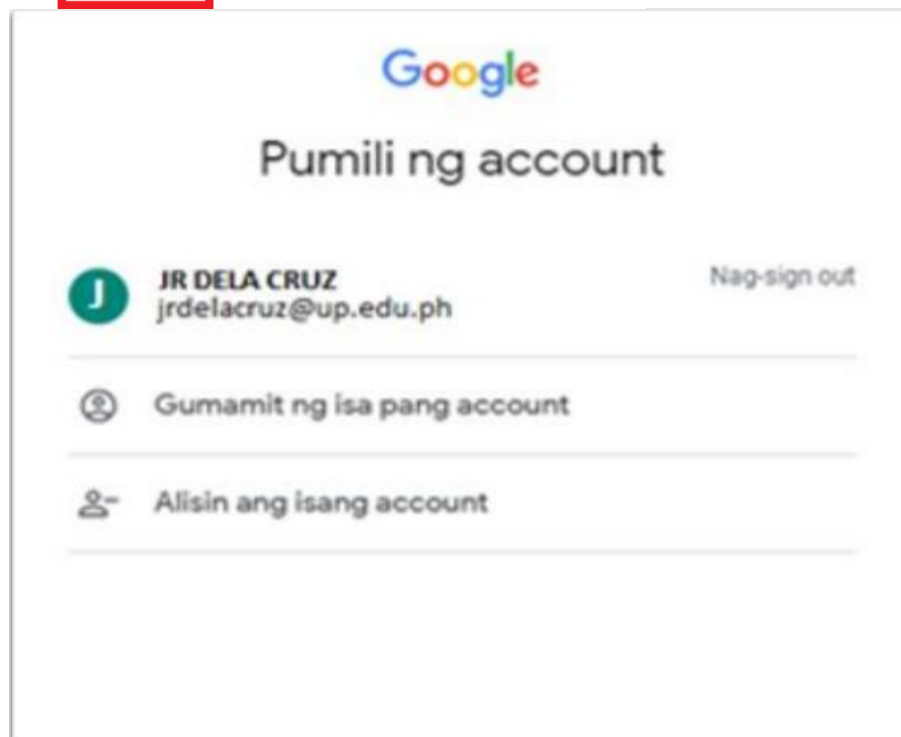 Google
Pumili ng account
J
JR DELA CRUZ
Nag-sign out
jrdelacruz@up.edu.ph
Gumamit ng isa pang account
Alisin ang isang account